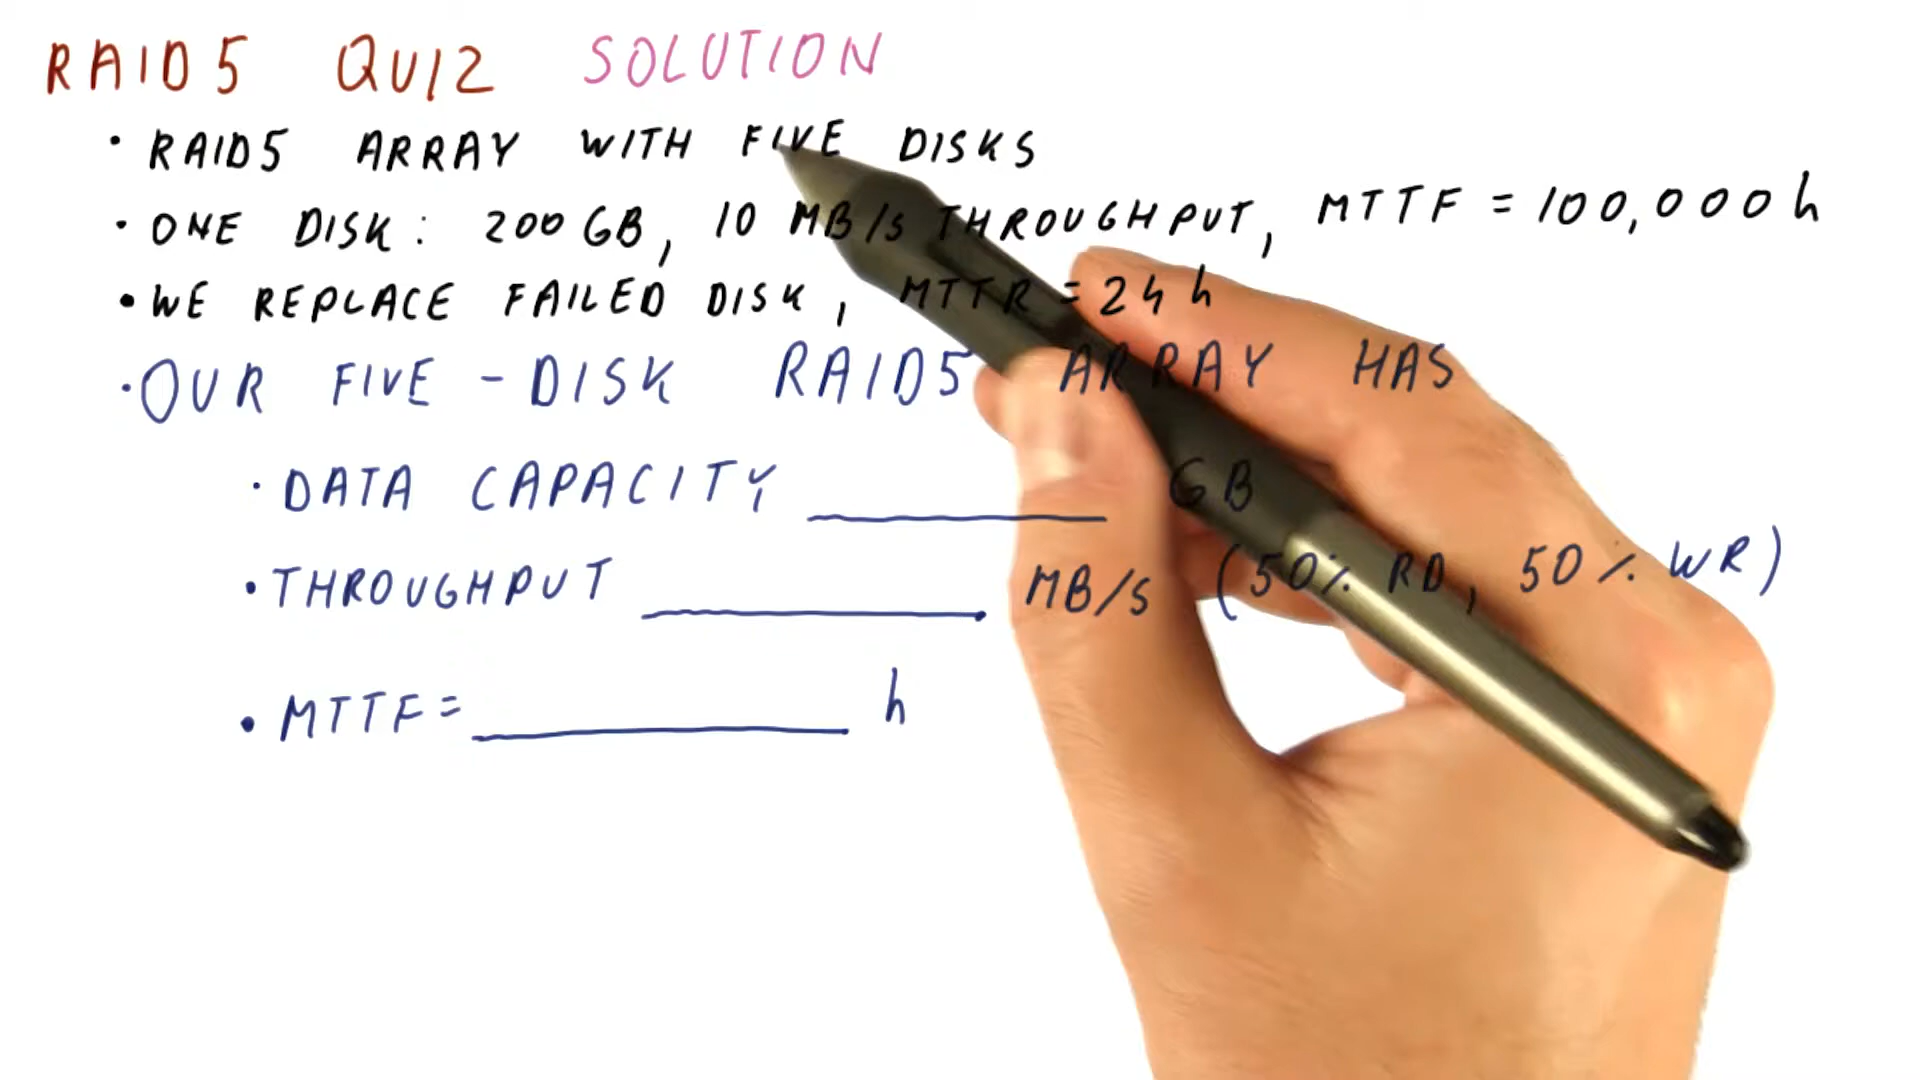 RAID5 QUIZ SOLUTION
• RAID5 ARRAY WITH FIVE DISKS
• ONE DISK: 200 GB, 10 MB/s THROUGHPUT, MTTF = 100,000 h
• WE REPLACE FAILED DISK, MTTR = 24 h
• OUR FIVE-DISK RAID5 ARRAY HAS
• DATA CAPACITY ________ GB
• THROUGHPUT ________ MB/s (50% RD, 50% WR)
• MTTF = ________ h